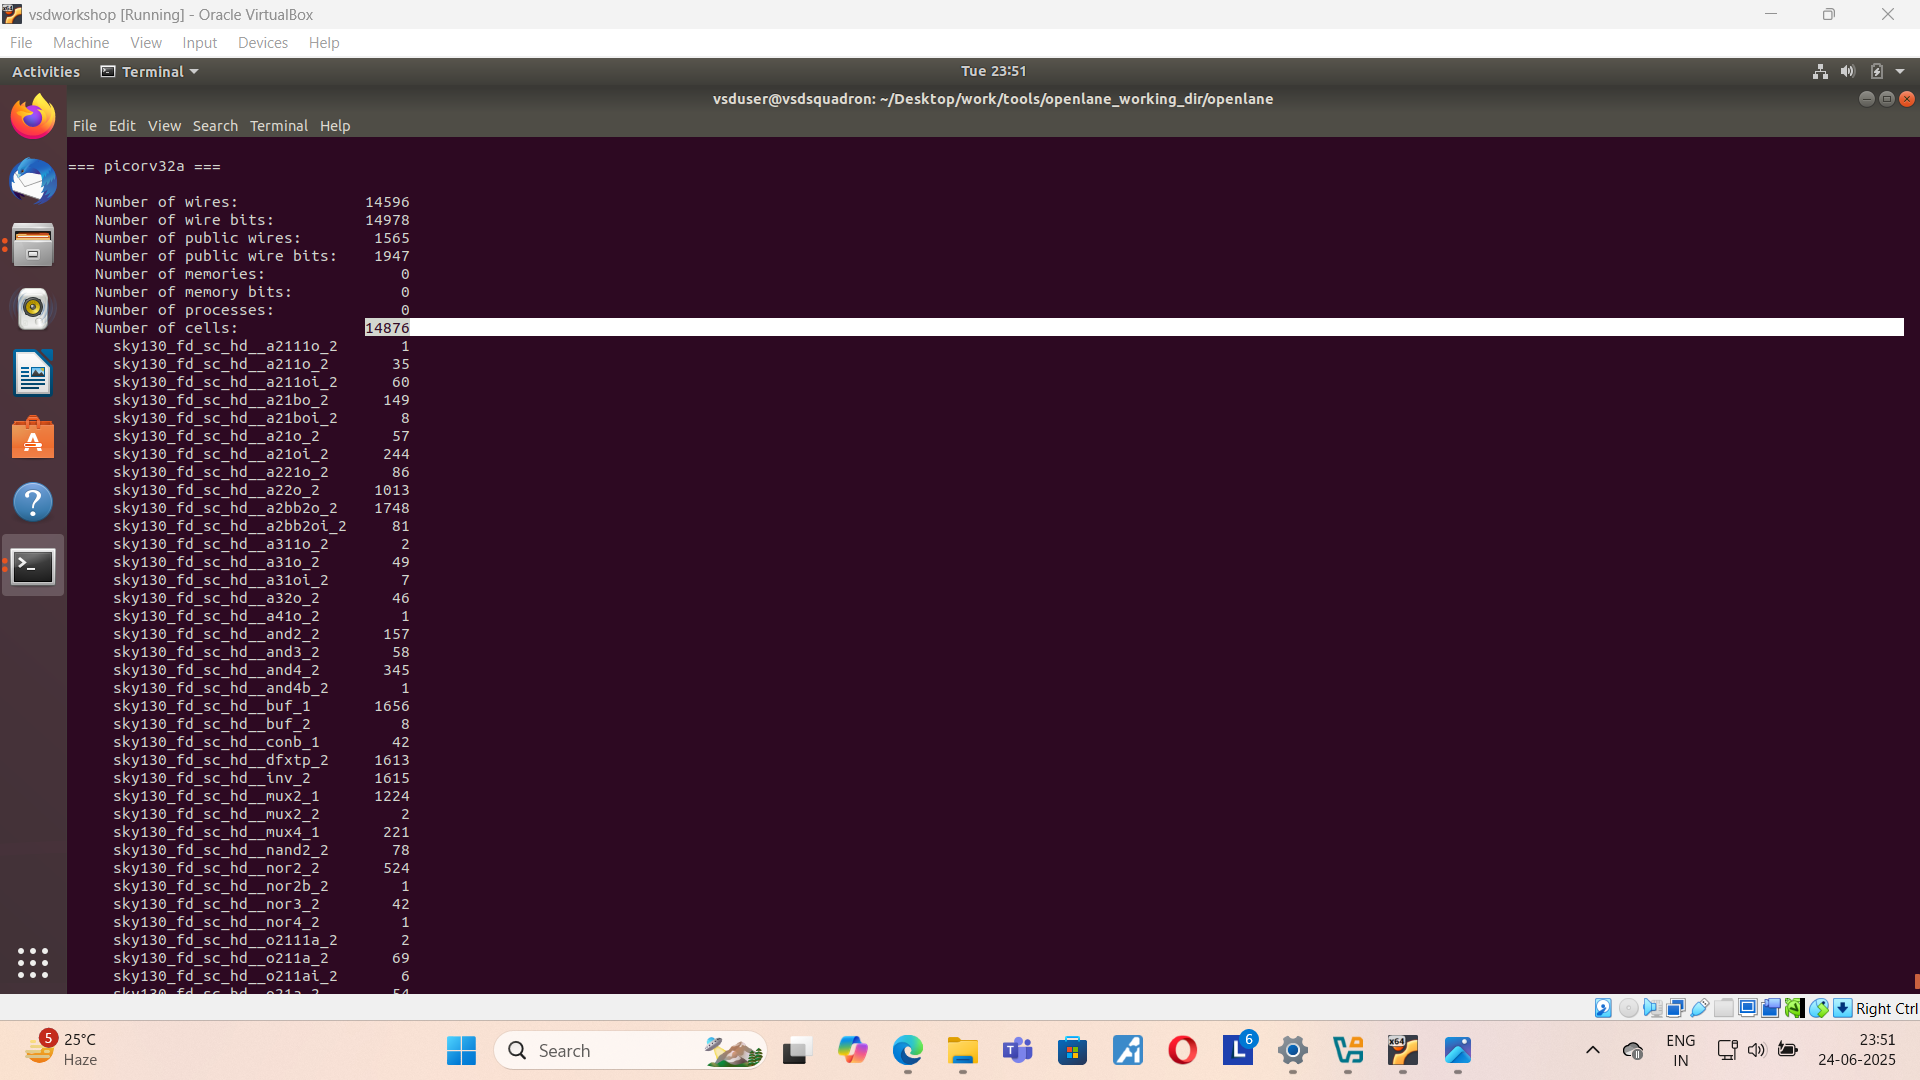 vsdworkshop [Running] - Oracle VirtualBox
File Machine View Input Devices Help
Activities Terminal Tue 23:51
vsduser@vsdsquadron: ~/Desktop/work/tools/openlane_working_dir/openlane
File Edit View Search Terminal Help
=== picorv32a ===
Number of wires: 14596
Number of wire bits: 14978
Number of public wires: 1565
Number of public wire bits: 1947
Number of memories: 0
Number of memory bits: 0
Number of processes: 0
Number of cells: 14876
sky130_fd_sc_hd__a2111o_2 1
sky130_fd_sc_hd__a211o_2 35
sky130_fd_sc_hd__a211oi_2 60
sky130_fd_sc_hd__a21bo_2 149
sky130_fd_sc_hd__a21boi_2 8
sky130_fd_sc_hd__a21o_2 57
sky130_fd_sc_hd__a21oi_2 244
sky130_fd_sc_hd__a221o_2 86
sky130_fd_sc_hd__a22o_2 1013
sky130_fd_sc_hd__a2bb2o_2 1748
sky130_fd_sc_hd__a2bb2oi_2 81
sky130_fd_sc_hd__a311o_2 2
sky130_fd_sc_hd__a31o_2 49
sky130_fd_sc_hd__a31oi_2 7
sky130_fd_sc_hd__a32o_2 46
sky130_fd_sc_hd__a41o_2 1
sky130_fd_sc_hd__and2_2 157
sky130_fd_sc_hd__and3_2 58
sky130_fd_sc_hd__and4_2 345
sky130_fd_sc_hd__and4b_2 1
sky130_fd_sc_hd__buf_1 1656
sky130_fd_sc_hd__buf_2 8
sky130_fd_sc_hd__conb_1 42
sky130_fd_sc_hd__dfxtp_2 1613
sky130_fd_sc_hd__inv_2 1615
sky130_fd_sc_hd__mux2_1 1224
sky130_fd_sc_hd__mux2_2 2
sky130_fd_sc_hd__mux4_1 221
sky130_fd_sc_hd__nand2_2 78
sky130_fd_sc_hd__nor2_2 524
sky130_fd_sc_hd__nor2b_2 1
sky130_fd_sc_hd__nor3_2 42
sky130_fd_sc_hd__nor4_2 1
sky130_fd_sc_hd__o2111a_2 2
sky130_fd_sc_hd__o211a_2 69
sky130_fd_sc_hd__o211ai_2 6
sky130_fd_sc_hd__o21a_2 54
Right Ctrl
5 25°C
Haze
Search
6
ENG
IN
23:51
24-06-2025